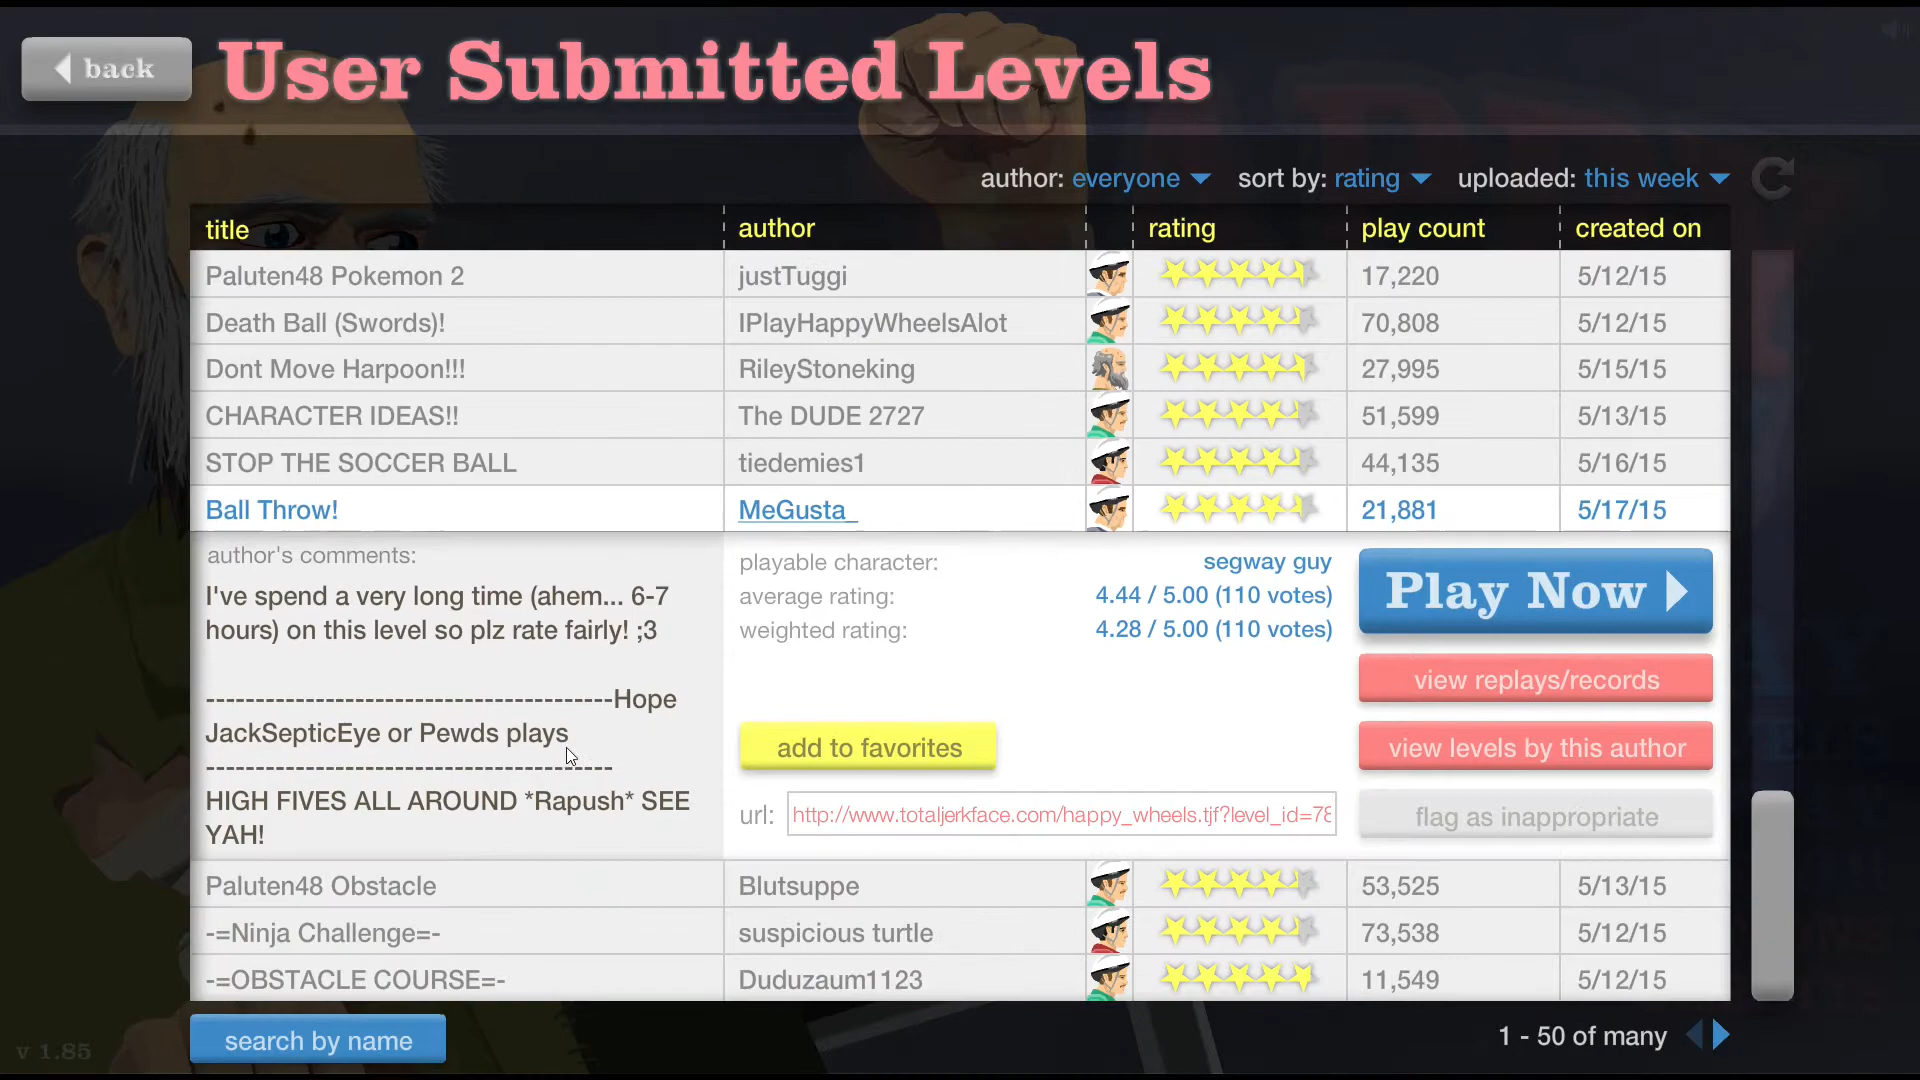 back
User Submitted Levels
author: everyone sort by: rating uploaded: this week
title author rating play count created on
Paluten48 Pokemon 2 justTuggi 17,220 5/12/15
Death Ball (Swords)! IPlayHappyWheelsAlot 70,808 5/12/15
Dont Move Harpoon!!! RileyStoneking 27,995 5/15/15
CHARACTER IDEAS!! The DUDE 2727 51,599 5/13/15
STOP THE SOCCER BALL tiedemies1 44,135 5/16/15
Ball Throw! MeGusta_ 21,881 5/17/15
author's comments:
I've spend a very long time (ahem... 6-7
hours) on this level so plz rate fairly! ;3
----------------------------------------Hope
JackSepticEye or Pewds plays
----------------------------------------
HIGH FIVES ALL AROUND *Rapush* SEE
YAH!
playable character: segway guy
average rating: 4.44 / 5.00 (110 votes)
weighted rating: 4.28 / 5.00 (110 votes)
add to favorites
url: http://www.totaljerkface.com/happy_wheels.tjf?level_id=78
Play Now
view replays/records
view levels by this author
flag as inappropriate
Paluten48 Obstacle Blutsuppe 53,525 5/13/15
-=Ninja Challenge=- suspicious turtle 73,538 5/12/15
-=OBSTACLE COURSE=- Duduzaum1123 11,549 5/12/15
search by name
1 - 50 of many
v 1.85